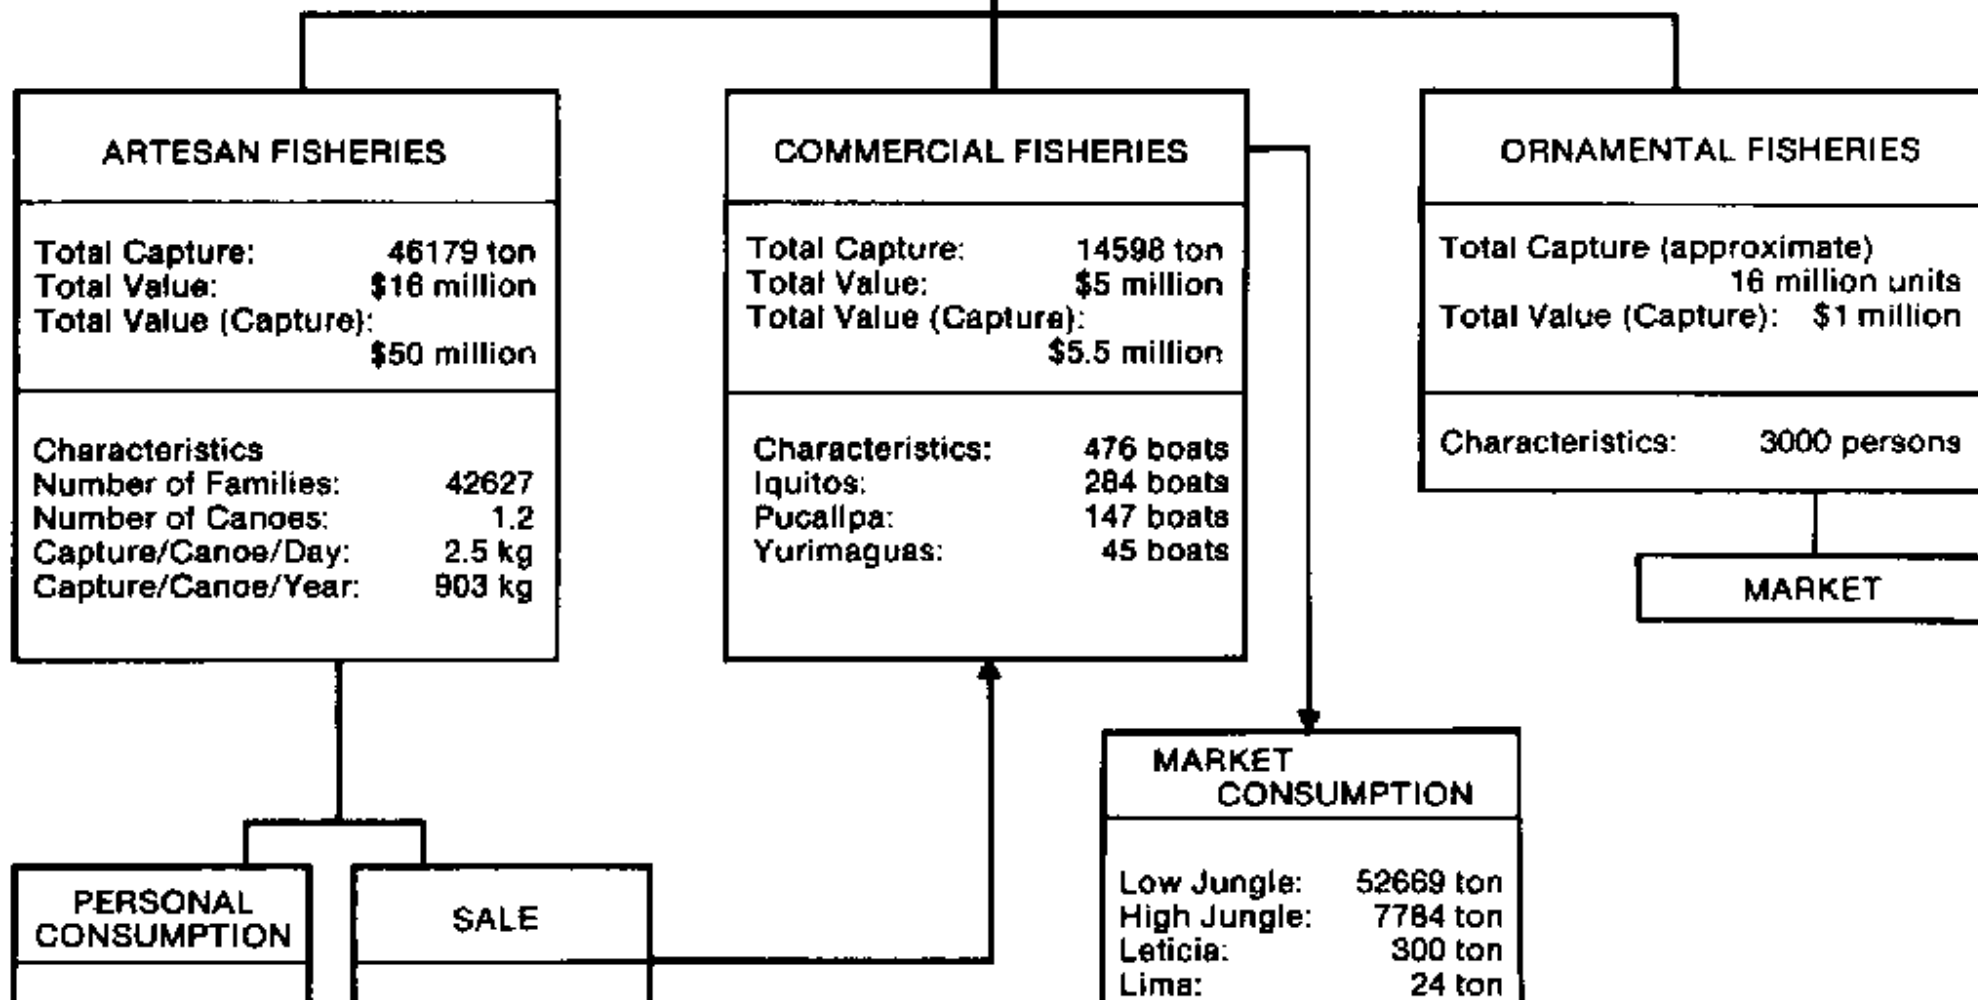 ARTESAN FISHERIES
Total Capture: 46179 ton
Total Value: $16 million
Total Value (Capture):
$50 million
Characteristics
Number of Families: 42627
Number of Canoes: 1.2
Capture/Canoe/Day: 2.5 kg
Capture/Canoe/Year: 903 kg
COMMERCIAL FISHERIES
Total Capture: 14598 ton
Total Value: $5 million
Total Value (Capture):
$5.5 million
Characteristics: 476 boats
Iquitos: 284 boats
Pucallpa: 147 boats
Yurimaguas: 45 boats
ORNAMENTAL FISHERIES
Total Capture (approximate)
16 million units
Total Value (Capture): $1 million
Characteristics: 3000 persons
MARKET
MARKET
CONSUMPTION
Low Jungle: 52669 ton
High Jungle: 7784 ton
Leticia: 300 ton
Lima: 24 ton
PERSONAL
CONSUMPTION
SALE